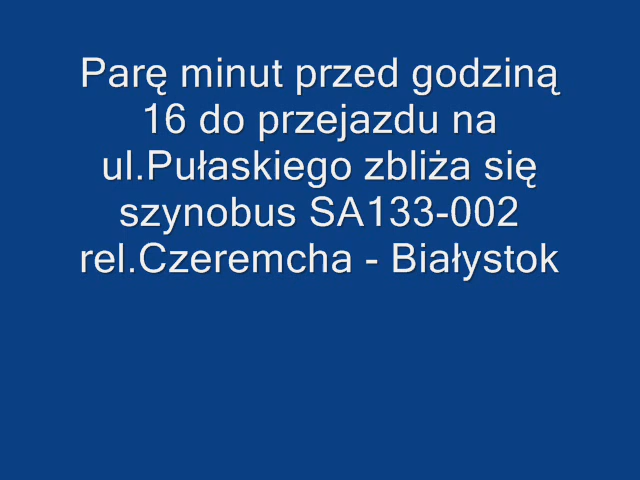 Parę minut przed godziną
16 do przejazdu na
ul.Pułaskiego zbliża się
szynobus SA133-002
rel.Czeremcha - Białystok